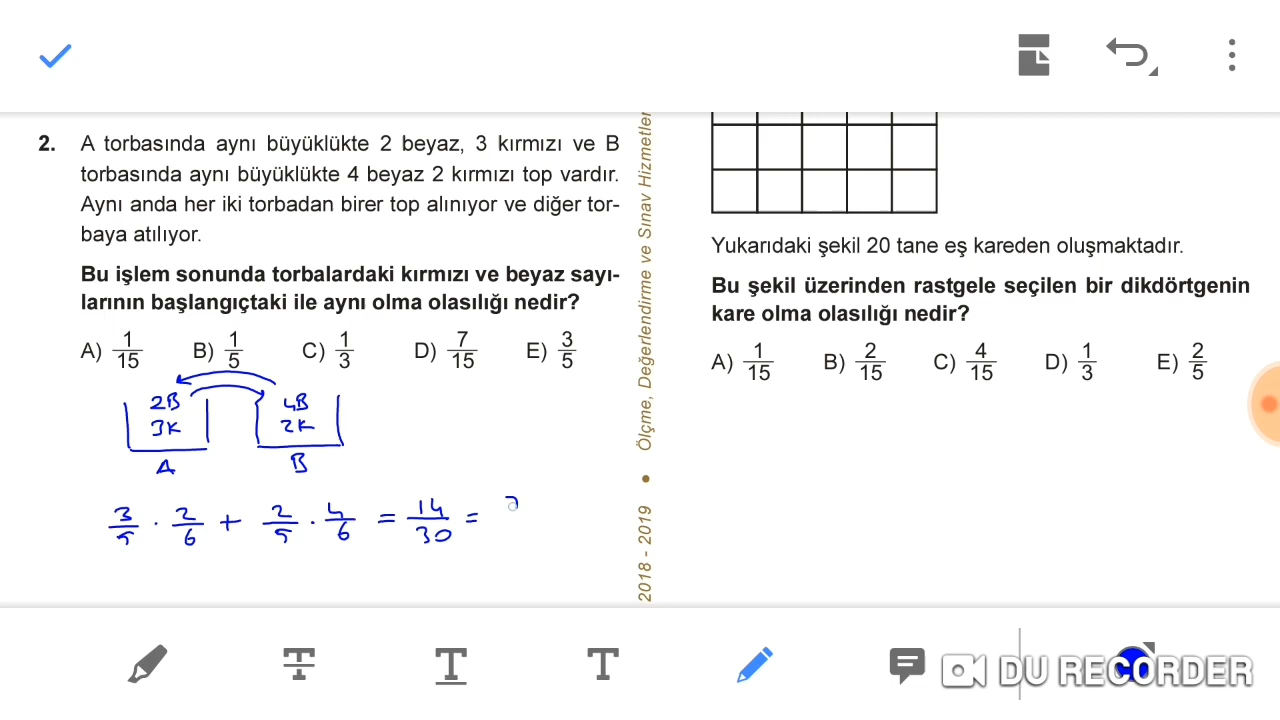 2. A torbasında aynı büyüklükte 2 beyaz, 3 kırmızı ve B
torbasında aynı büyüklükte 4 beyaz 2 kırmızı top vardır.
Aynı anda her iki torbadan birer top alınıyor ve diğer tor-
baya atılıyor.
Bu işlem sonunda torbalardaki kırmızı ve beyaz sayı-
larının başlangıçtaki ile aynı olma olasılığı nedir?
A) 1/15 B) 1/5 C) 1/3 D) 7/15 E) 3/5
2B 4B
3K 2K
A B
3/5 · 2/6 + 2/5 · 4/6 = 14/30 =
2018 - 2019 • Ölçme, Değerlendirme ve Sınav Hizmetler
Yukarıdaki şekil 20 tane eş kareden oluşmaktadır.
Bu şekil üzerinden rastgele seçilen bir dikdörtgenin
kare olma olasılığı nedir?
A) 1/15 B) 2/15 C) 4/15 D) 1/3 E) 2/5
T T T
DU RECORDER